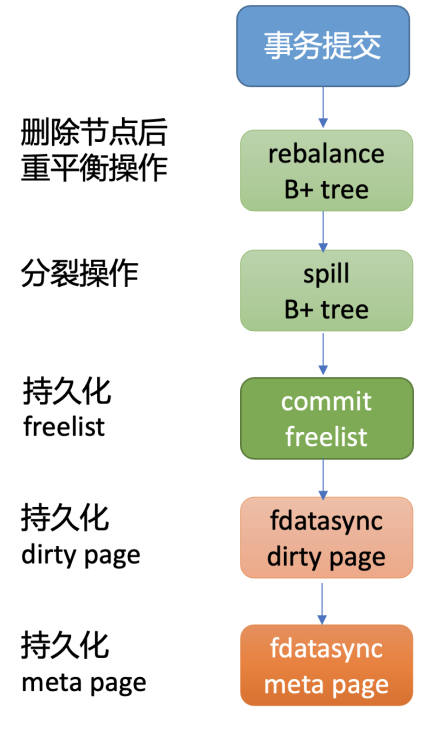 事务提交
删除节点后
重平衡操作
rebalance
B+ tree
分裂操作
spill
B+ tree
持久化
freelist
commit
freelist
持久化
dirty page
fdatasync
dirty page
持久化
meta page
fdatasync
meta page